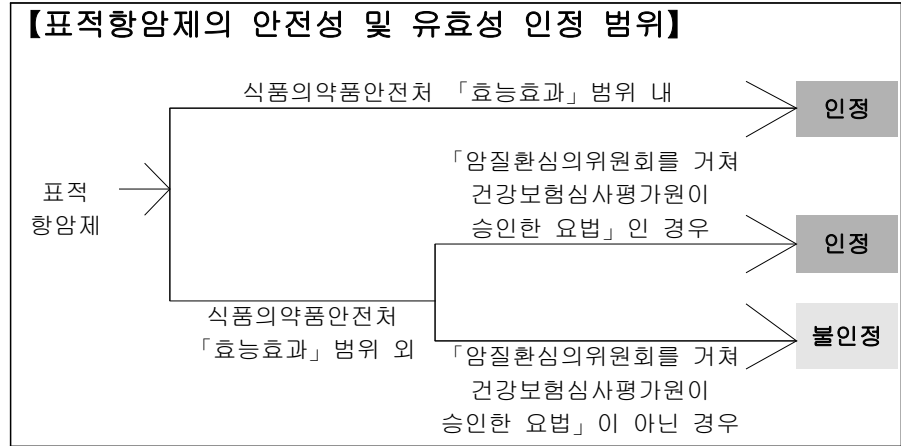 【표적항암제의 안전성 및 유효성 인정 범위】
식품의약품안전처 「효능효과」범위 내
인정
「암질환심의위원회를 거쳐
건강보험심사평가원이
승인한 요법」인 경우
표적
항암제
인정
식품의약품안전처
「효능효과」범위 외
불인정
「암질환심의위원회를 거쳐
건강보험심사평가원이
승인한 요법」이 아닌 경우